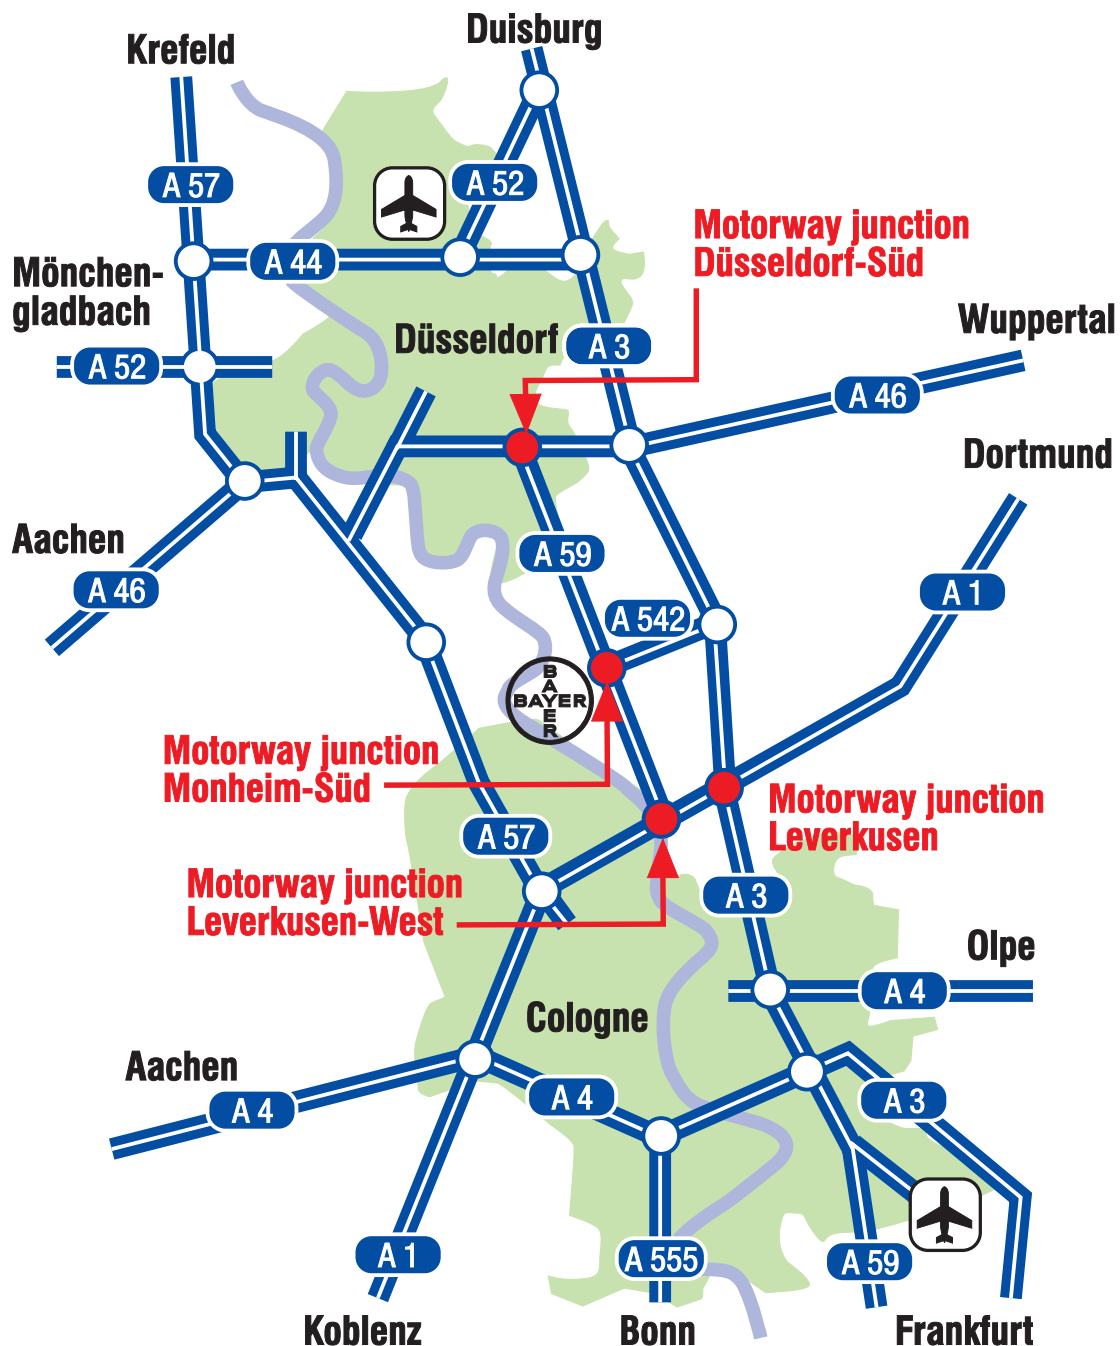 Duisburg
Krefeld
A 57
A 52
Motorway junction
Düsseldorf-Süd
A 44
Mönchen-
gladbach
Wuppertal
Düsseldorf
A 3
A 52
A 46
Dortmund
Aachen
A 59
A 46
A 1
A 542
BAYER
BAYER
Motorway junction
Monheim-Süd
Motorway junction
Leverkusen
A 57
Motorway junction
Leverkusen-West
A 3
Olpe
A 4
Cologne
Aachen
A 4
A 4
A 3
A 1
A 555
A 59
Koblenz
Bonn
Frankfurt